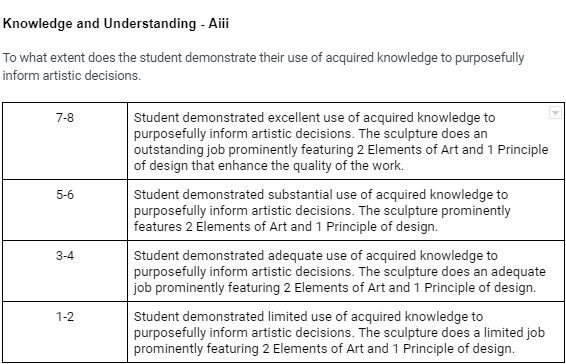 Knowledge and Understanding - Aiii
To what extent does the student demonstrate their use of acquired knowledge to purposefully
inform artistic decisions.
7-8
Student demonstrated excellent use of acquired knowledge to
purposefully inform artistic decisions. The sculpture does an
outstanding job prominently featuring 2 Elements of Art and 1 Principle
of design that enhance the quality of the work.
5-6
Student demonstrated substantial use of acquired knowledge to
purposefully inform artistic decisions. The sculpture prominently
features 2 Elements of Art and 1 Principle of design.
3-4
Student demonstrated adequate use of acquired knowledge to
purposefully inform artistic decisions. The sculpture does an adequate
job prominently featuring 2 Elements of Art and 1 Principle of design.
1-2
Student demonstrated limited use of acquired knowledge to
purposefully inform artistic decisions. The sculpture does a limited job
prominently featuring 2 Elements of Art and 1 Principle of design.